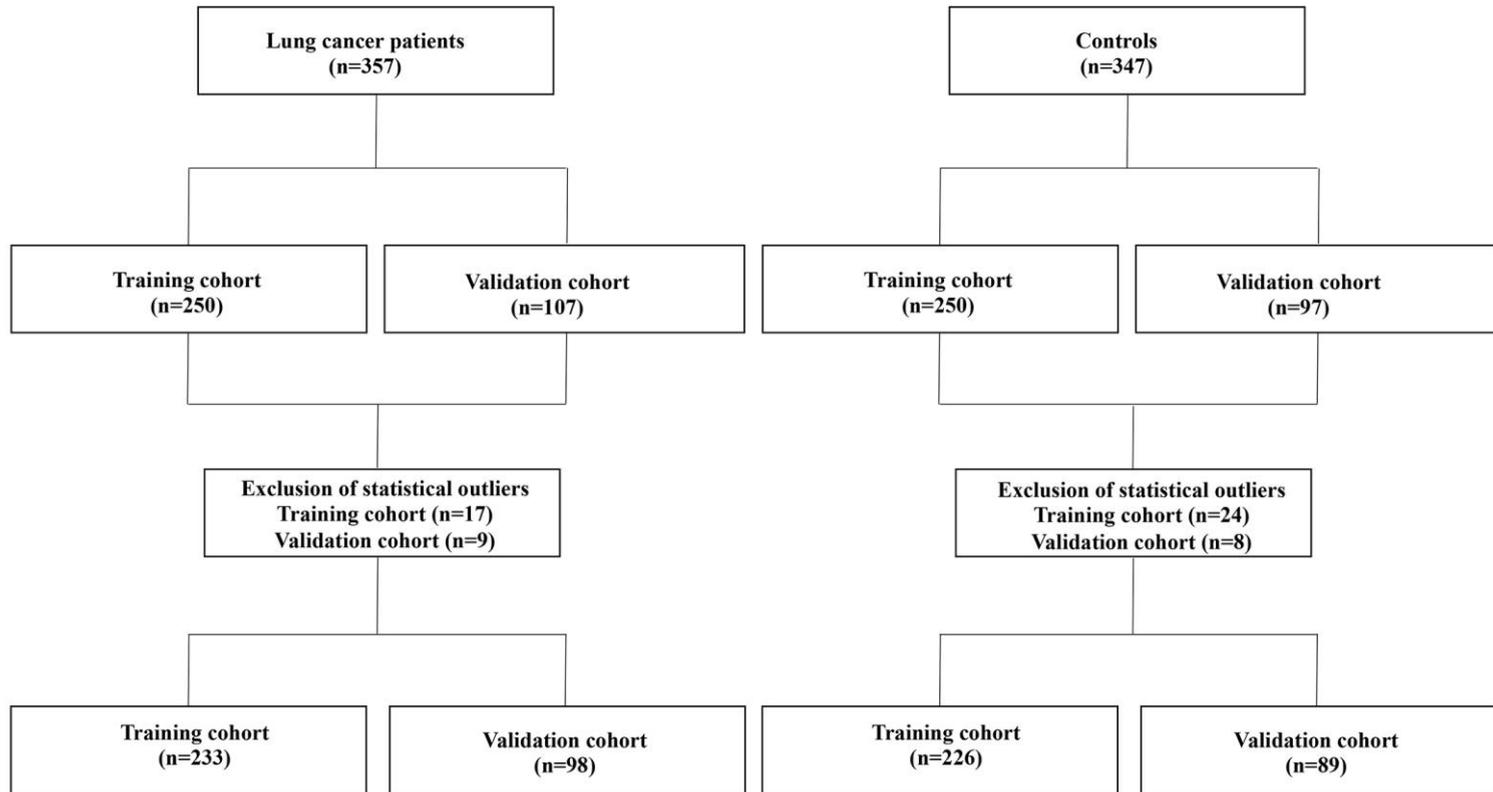 Lung cancer patients
(n=357)
Controls
(n=347)
Training cohort
(n=250)
Validation cohort
(n=107)
Training cohort
(n=250)
Validation cohort
(n=97)
Exclusion of statistical outliers
Training cohort (n=17)
Validation cohort (n=9)
Exclusion of statistical outliers
Training cohort (n=24)
Validation cohort (n=8)
Training cohort
(n=233)
Validation cohort
(n=98)
Training cohort
(n=226)
Validation cohort
(n=89)